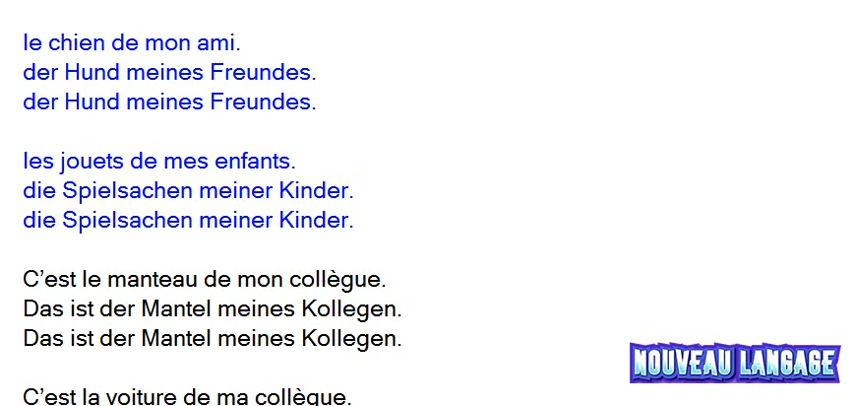 le chien de mon ami.
der Hund meines Freundes.
der Hund meines Freundes.
les jouets de mes enfants.
die Spielsachen meiner Kinder.
die Spielsachen meiner Kinder.
C’est le manteau de mon collègue.
Das ist der Mantel meines Kollegen.
Das ist der Mantel meines Kollegen.
NOUVEAU LANGAGE
C’est la voiture de ma collègue.